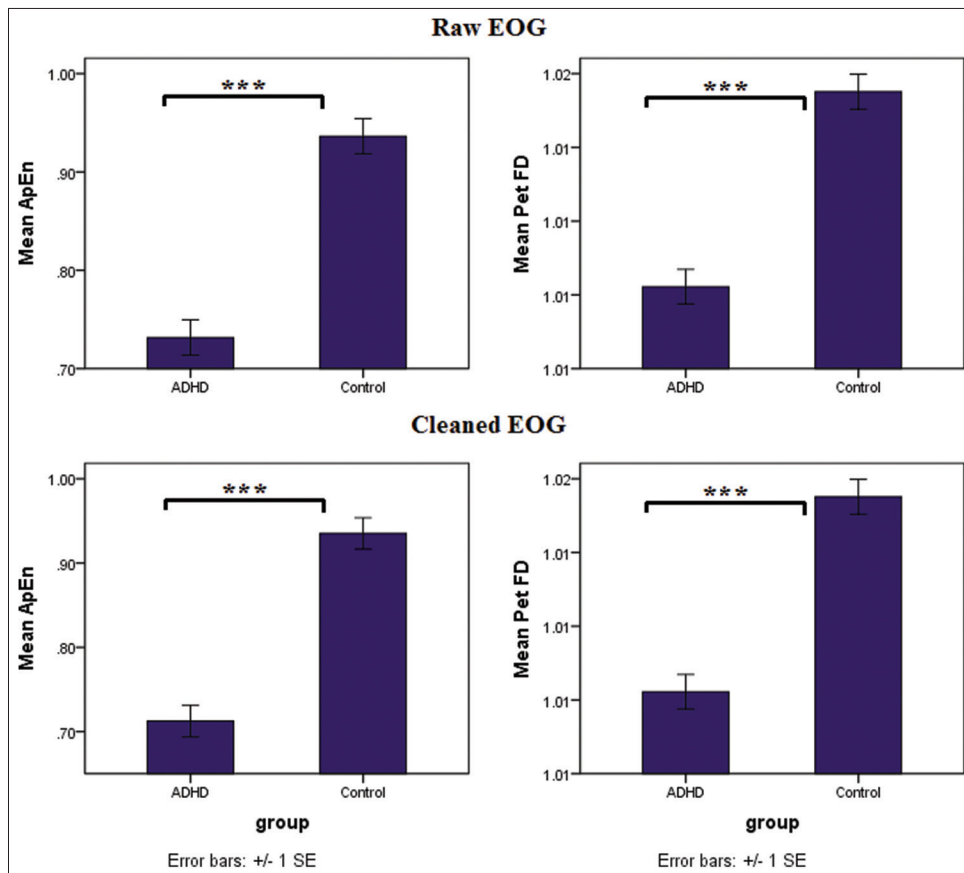 Raw EOG
1.00
.90
.80
.70
Mean ApEn
***
ADHD
Control
1.02
1.01
1.01
1.01
1.01
Mean Pet FD
***
ADHD
Control
Cleaned EOG
1.00
.90
.80
.70
Mean ApEn
***
ADHD
Control
group
Error bars: +/- 1 SE
1.02
1.01
1.01
1.01
1.01
Mean Pet FD
***
ADHD
Control
group
Error bars: +/- 1 SE